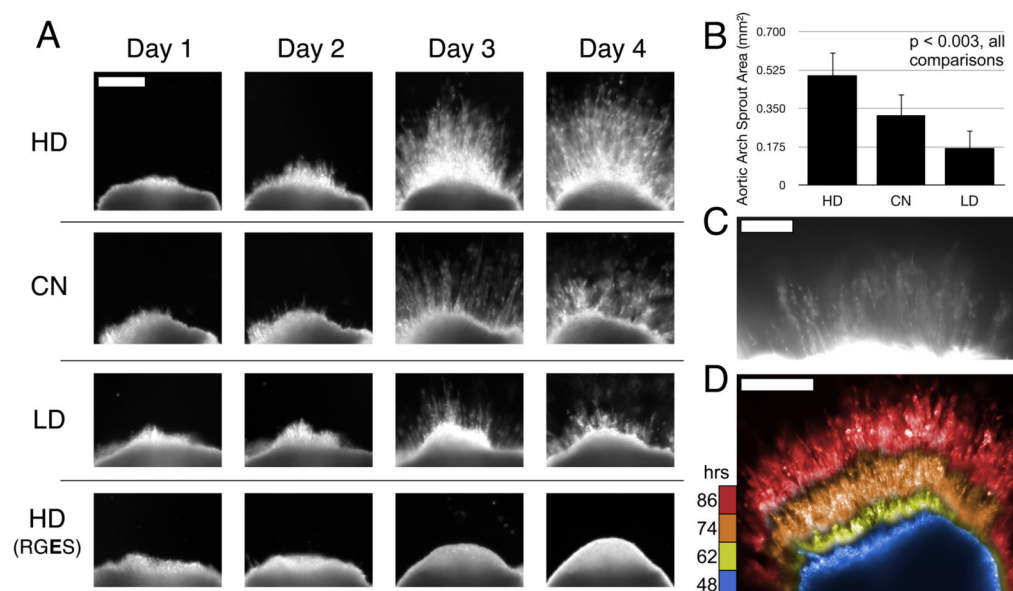 A
Day 1
Day 2
Day 3
Day 4
HD
CN
LD
HD
(RGES)
B
Aortic Arch Sprout Area (mm²)
0.700
0.525
0.350
0.175
0
p < 0.003, all
comparisons
HD
CN
LD
C
D
hrs
86
74
62
48